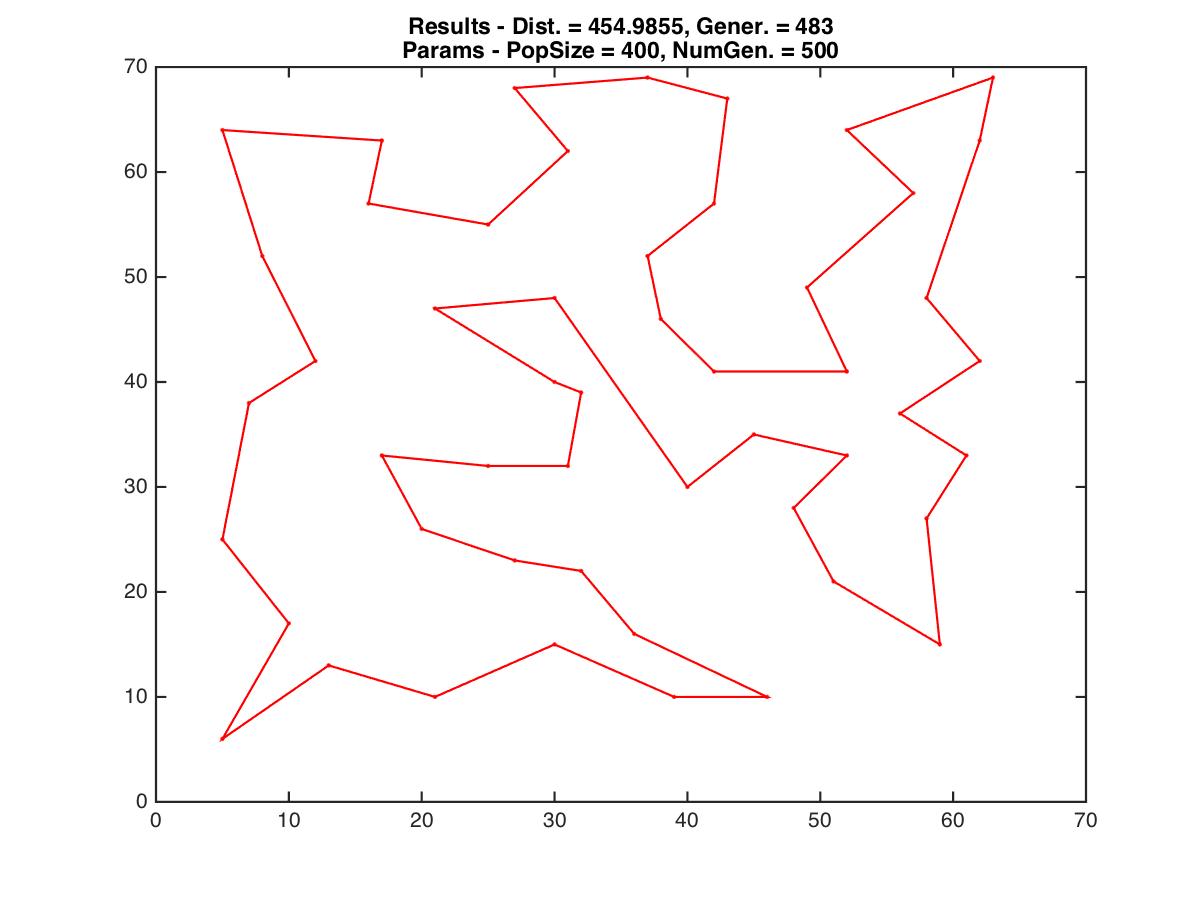 Results - Dist. = 454.9855, Gener. = 483
Params - PopSize = 400, NumGen. = 500
70
60
50
40
30
20
10
0
0 10 20 30 40 50 60 70